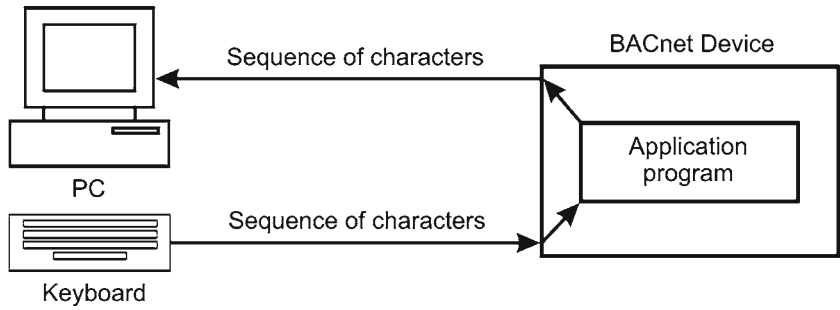 BACnet Device
Sequence of characters
Application
program
PC
Sequence of characters
Keyboard